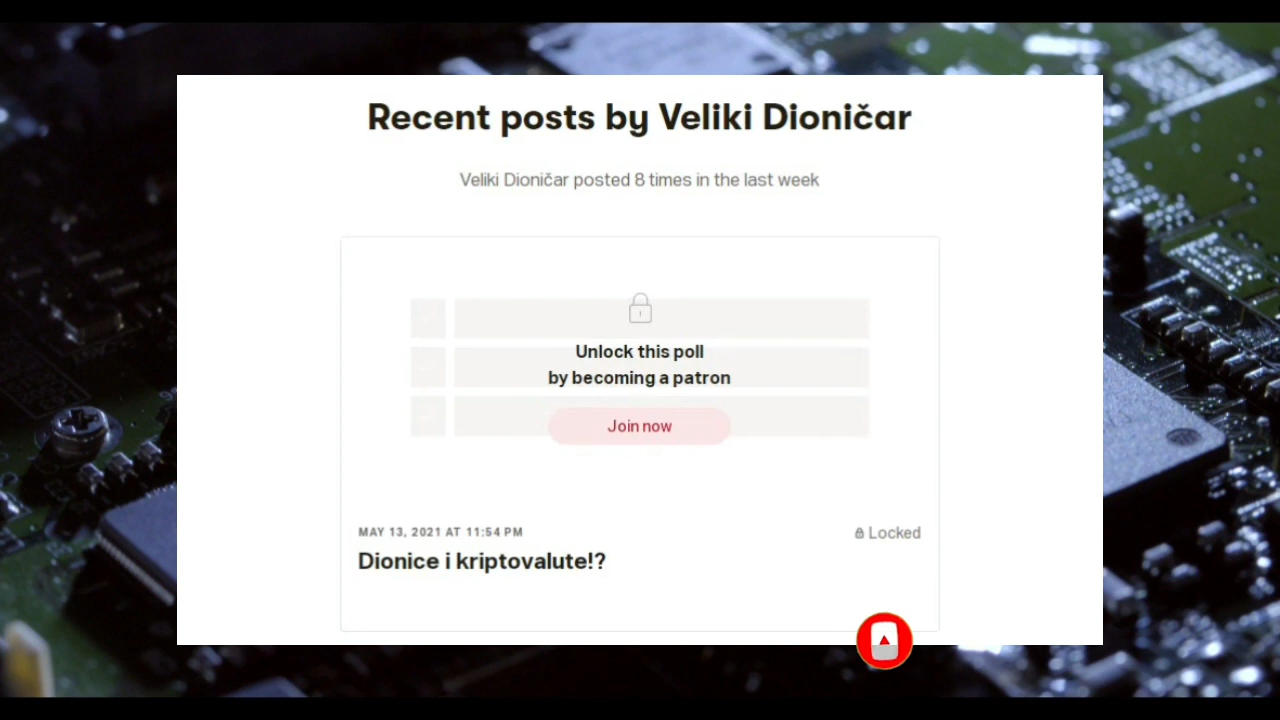 Recent posts by Veliki Dioničar
Veliki Dioničar posted 8 times in the last week
Unlock this poll
by becoming a patron
Join now
MAY 13, 2021 AT 11:54 PM
Locked
Dionice i kriptovalute!?